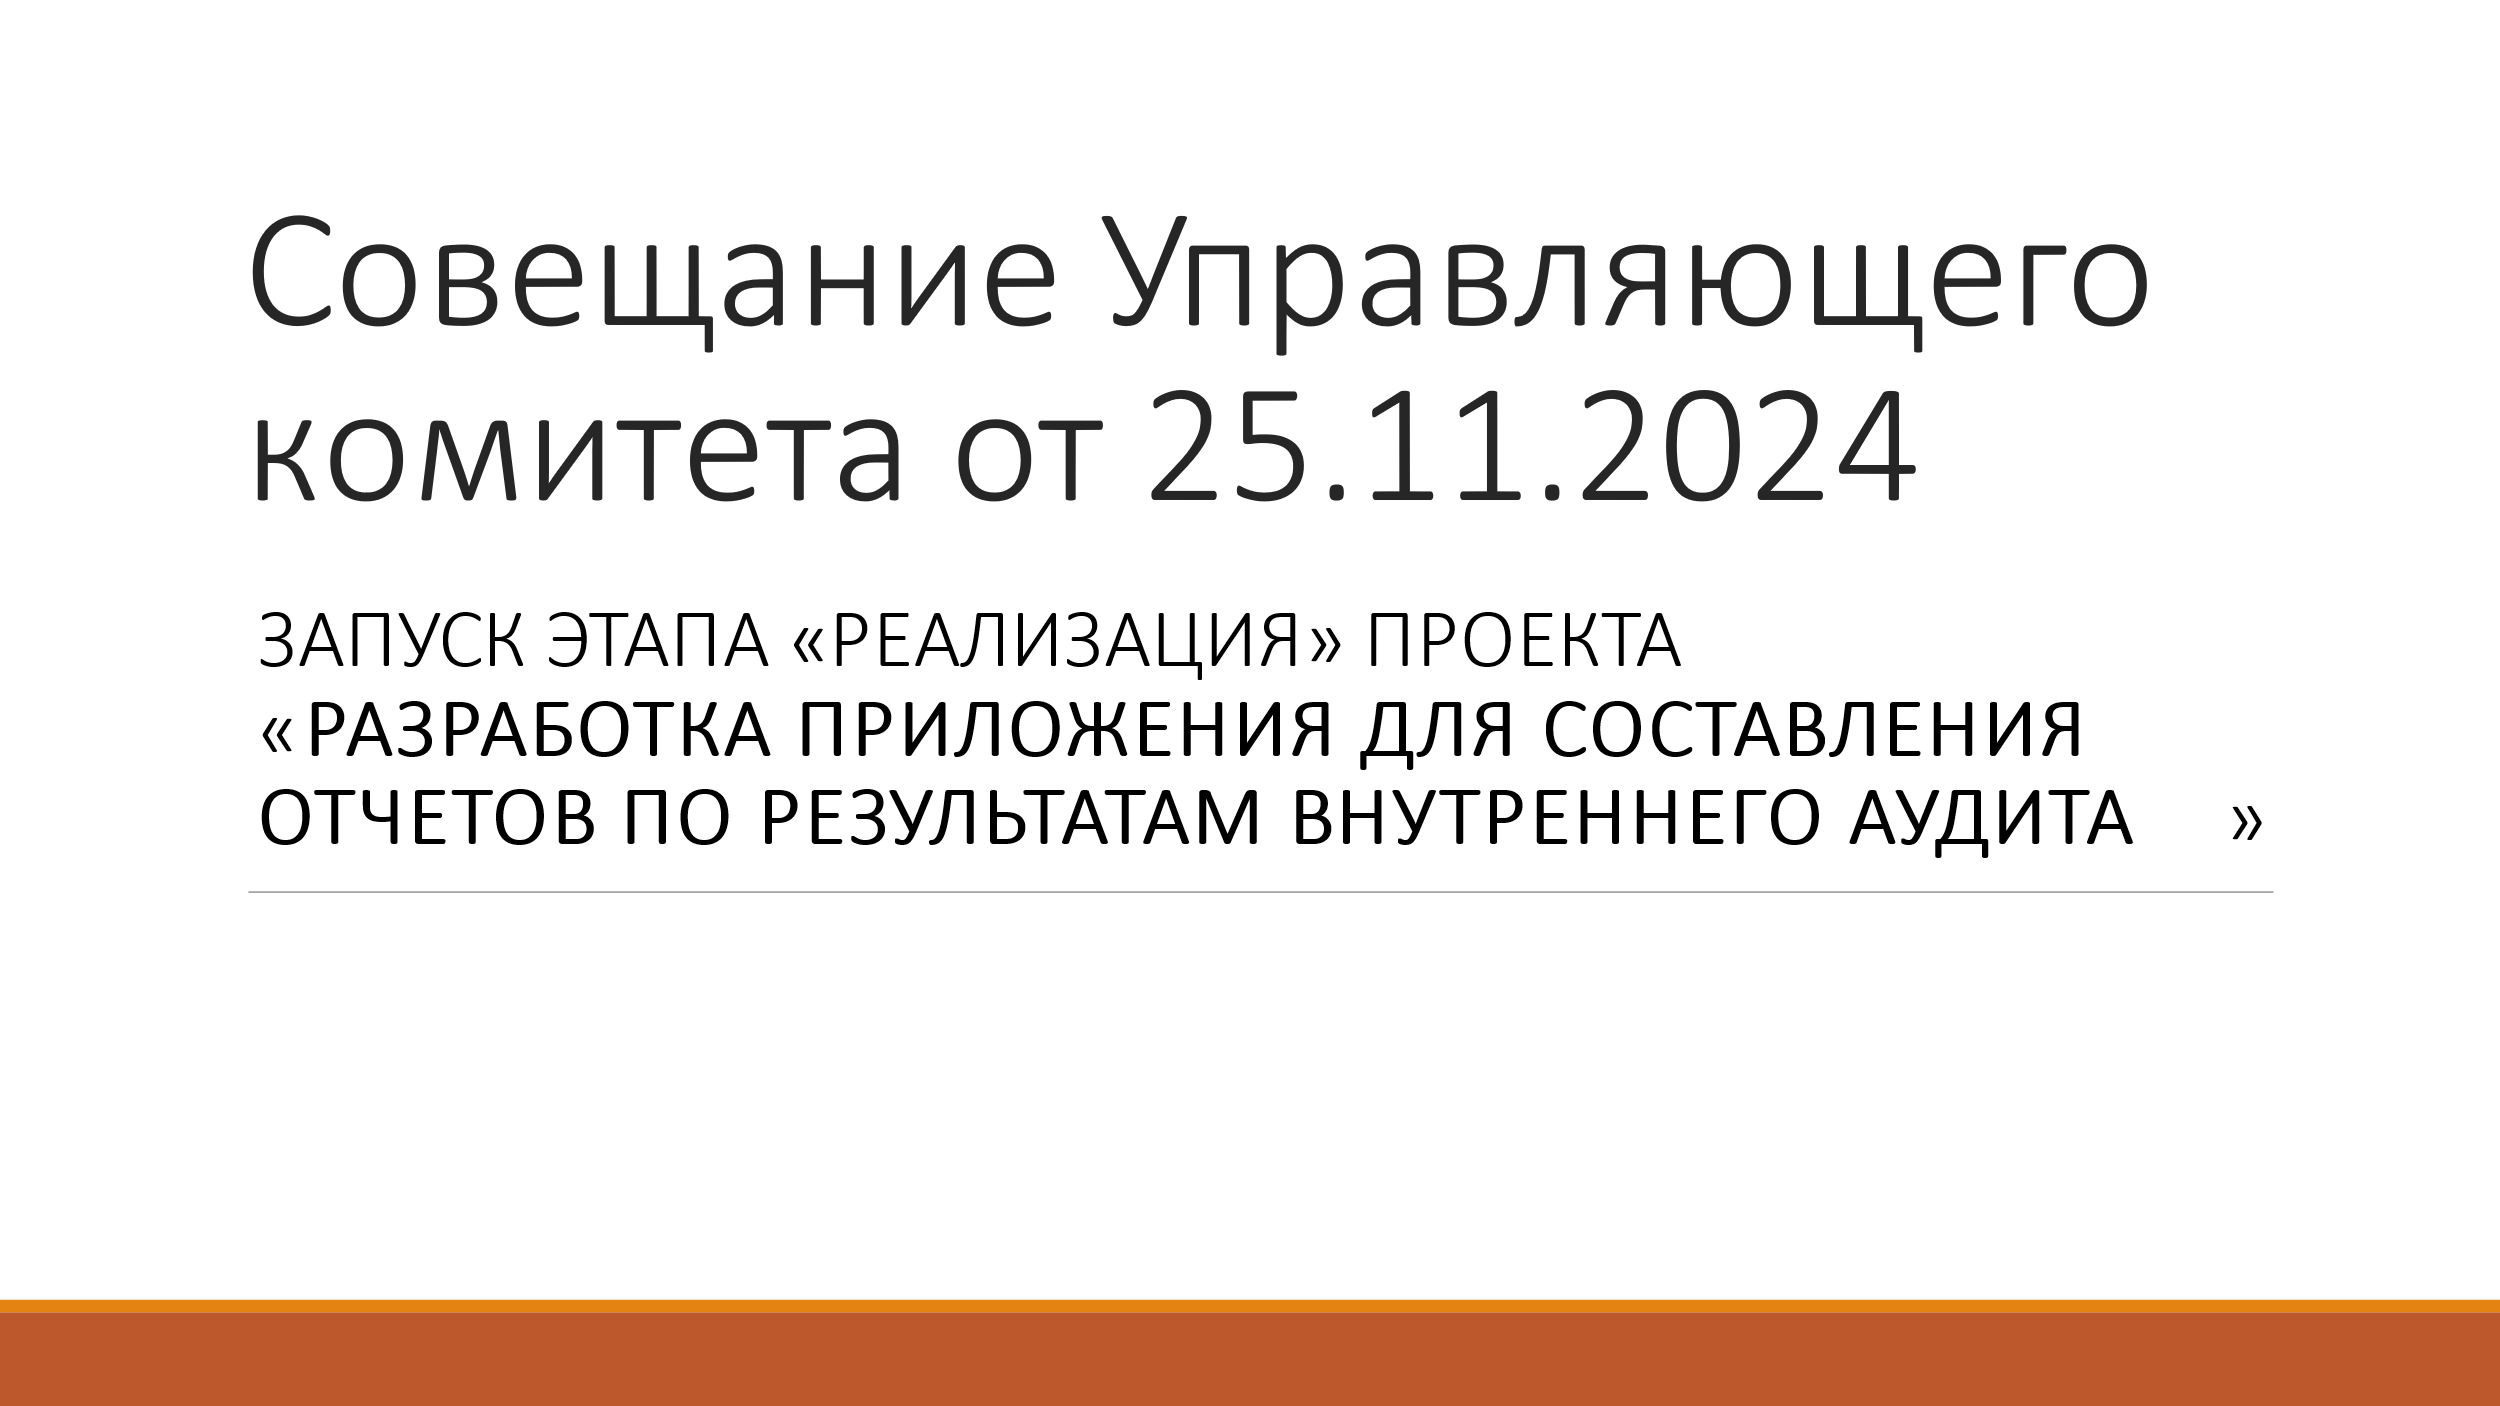 Совещание Управляющего
комитета от 25.11.2024
ЗАПУСК ЭТАПА «РЕАЛИЗАЦИЯ» ПРОЕКТА
« РАЗРАБОТКА ПРИЛОЖЕНИЯ ДЛЯ СОСТАВЛЕНИЯ
ОТЧЕТОВ ПО РЕЗУЛЬТАТАМ ВНУТРЕННЕГО АУДИТА »